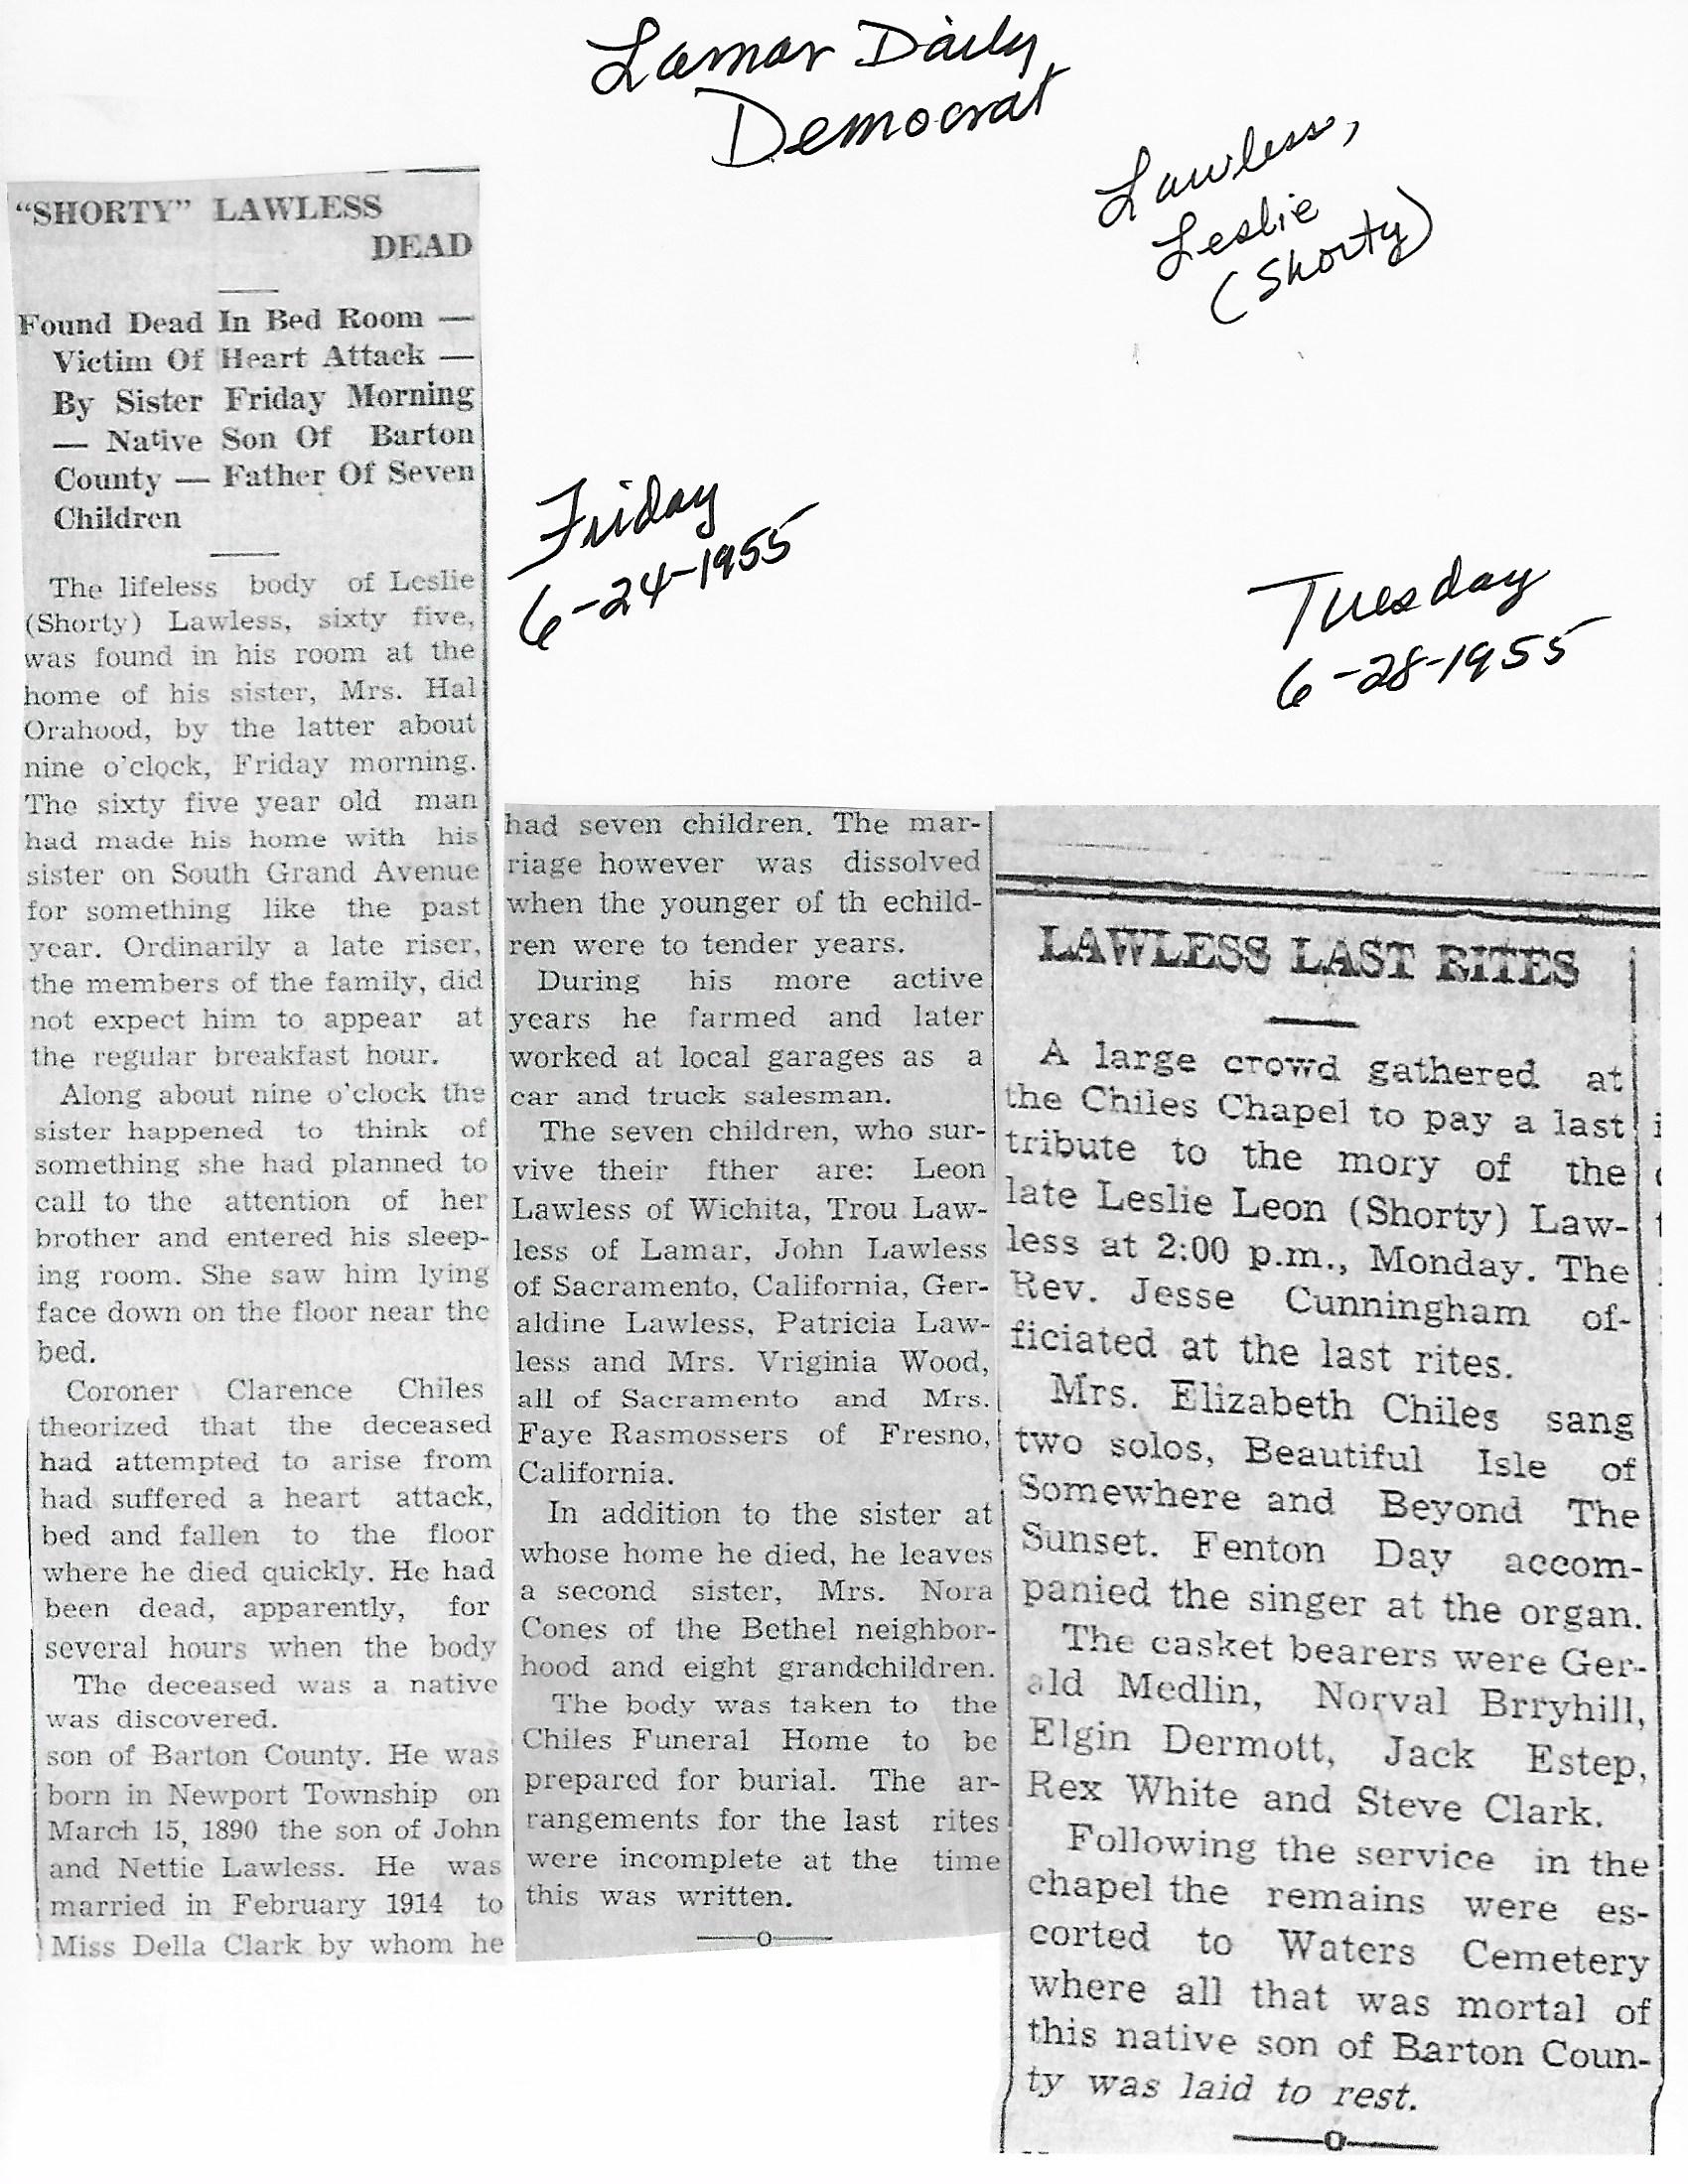 Lamar Daily
Democrat
Lawless,
Leslie
(Shorty)
"SHORTY" LAWLESS
DEAD
Found Dead In Bed Room —
Victim Of Heart Attack —
By Sister Friday Morning
— Native Son Of Barton
County — Father Of Seven
Children
The lifeless body of Leslie
(Shorty) Lawless, sixty five,
was found in his room at the
home of his sister, Mrs. Hal
Orahood, by the latter about
nine o'clock, Friday morning.
The sixty five year old man
had made his home with his
sister on South Grand Avenue
for something like the past
year. Ordinarily a late riser,
the members of the family, did
not expect him to appear at
the regular breakfast hour.
Along about nine o'clock the
sister happened to think of
something she had planned to
call to the attention of her
brother and entered his sleep-
ing room. She saw him lying
face down on the floor near the
bed.
Coroner Clarence Chiles
theorized that the deceased
had attempted to arise from
had suffered a heart attack,
bed and fallen to the floor
where he died quickly. He had
been dead, apparently, for
several hours when the body
The deceased was a native
was discovered.
son of Barton County. He was
born in Newport Township on
March 15, 1890 the son of John
and Nettie Lawless. He was
married in February 1914 to
Miss Della Clark by whom he
Friday
6-24-1955
had seven children. The mar-
riage however was dissolved
when the younger of th echild-
ren were to tender years.
During his more active
years he farmed and later
worked at local garages as a
car and truck salesman.
The seven children, who sur-
vive their fther are: Leon
Lawless of Wichita, Trou Law-
less of Lamar, John Lawless
of Sacramento, California, Ger-
aldine Lawless, Patricia Law-
less and Mrs. Vriginia Wood,
all of Sacramento and Mrs.
Faye Rasmossers of Fresno,
California.
In addition to the sister at
whose home he died, he leaves
a second sister, Mrs. Nora
Cones of the Bethel neighbor-
hood and eight grandchildren.
The body was taken to the
Chiles Funeral Home to be
prepared for burial. The ar-
rangements for the last rites
were incomplete at the time
this was written.
Tuesday
6-28-1955
LAWLESS LAST RITES
A large crowd gathered at
the Chiles Chapel to pay a last
tribute to the mory of the
late Leslie Leon (Shorty) Law-
less at 2:00 p.m., Monday. The
Rev. Jesse Cunningham of-
ficiated at the last rites.
Mrs. Elizabeth Chiles sang
two solos, Beautiful Isle of
Somewhere and Beyond The
Sunset. Fenton Day accom-
panied the singer at the organ.
The casket bearers were Ger-
ald Medlin, Norval Brryhill,
Elgin Dermott, Jack Estep,
Rex White and Steve Clark.
Following the service in the
chapel the remains were es-
corted to Waters Cemetery
where all that was mortal of
this native son of Barton Coun-
ty was laid to rest.